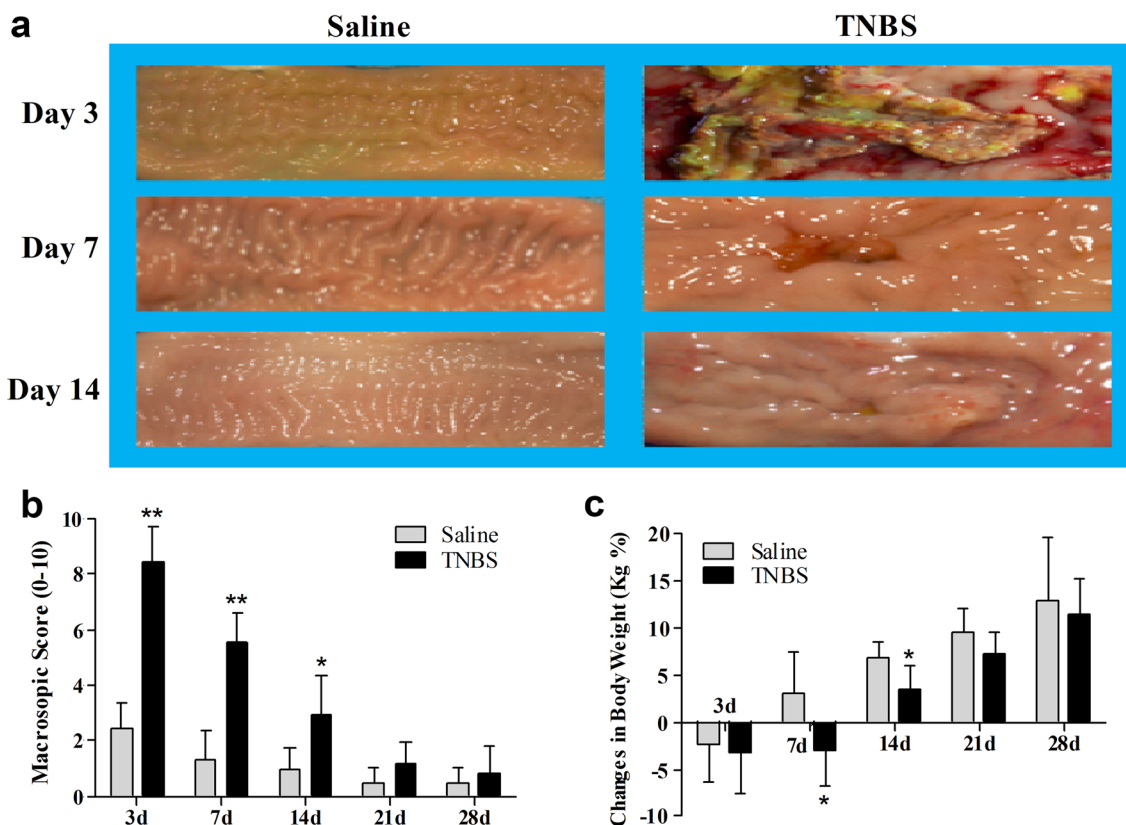 a
Saline TNBS
Day 3
Day 7
Day 14
b
Macrosopic Score (0-10)
10
8
6
4
2
0
** ** *
Saline
TNBS
3d 7d 14d 21d 28d
c
Changes in Body Weight (Kg %)
20
15
10
5
0
-5
-10
Saline
TNBS
* *
3d 7d 14d 21d 28d